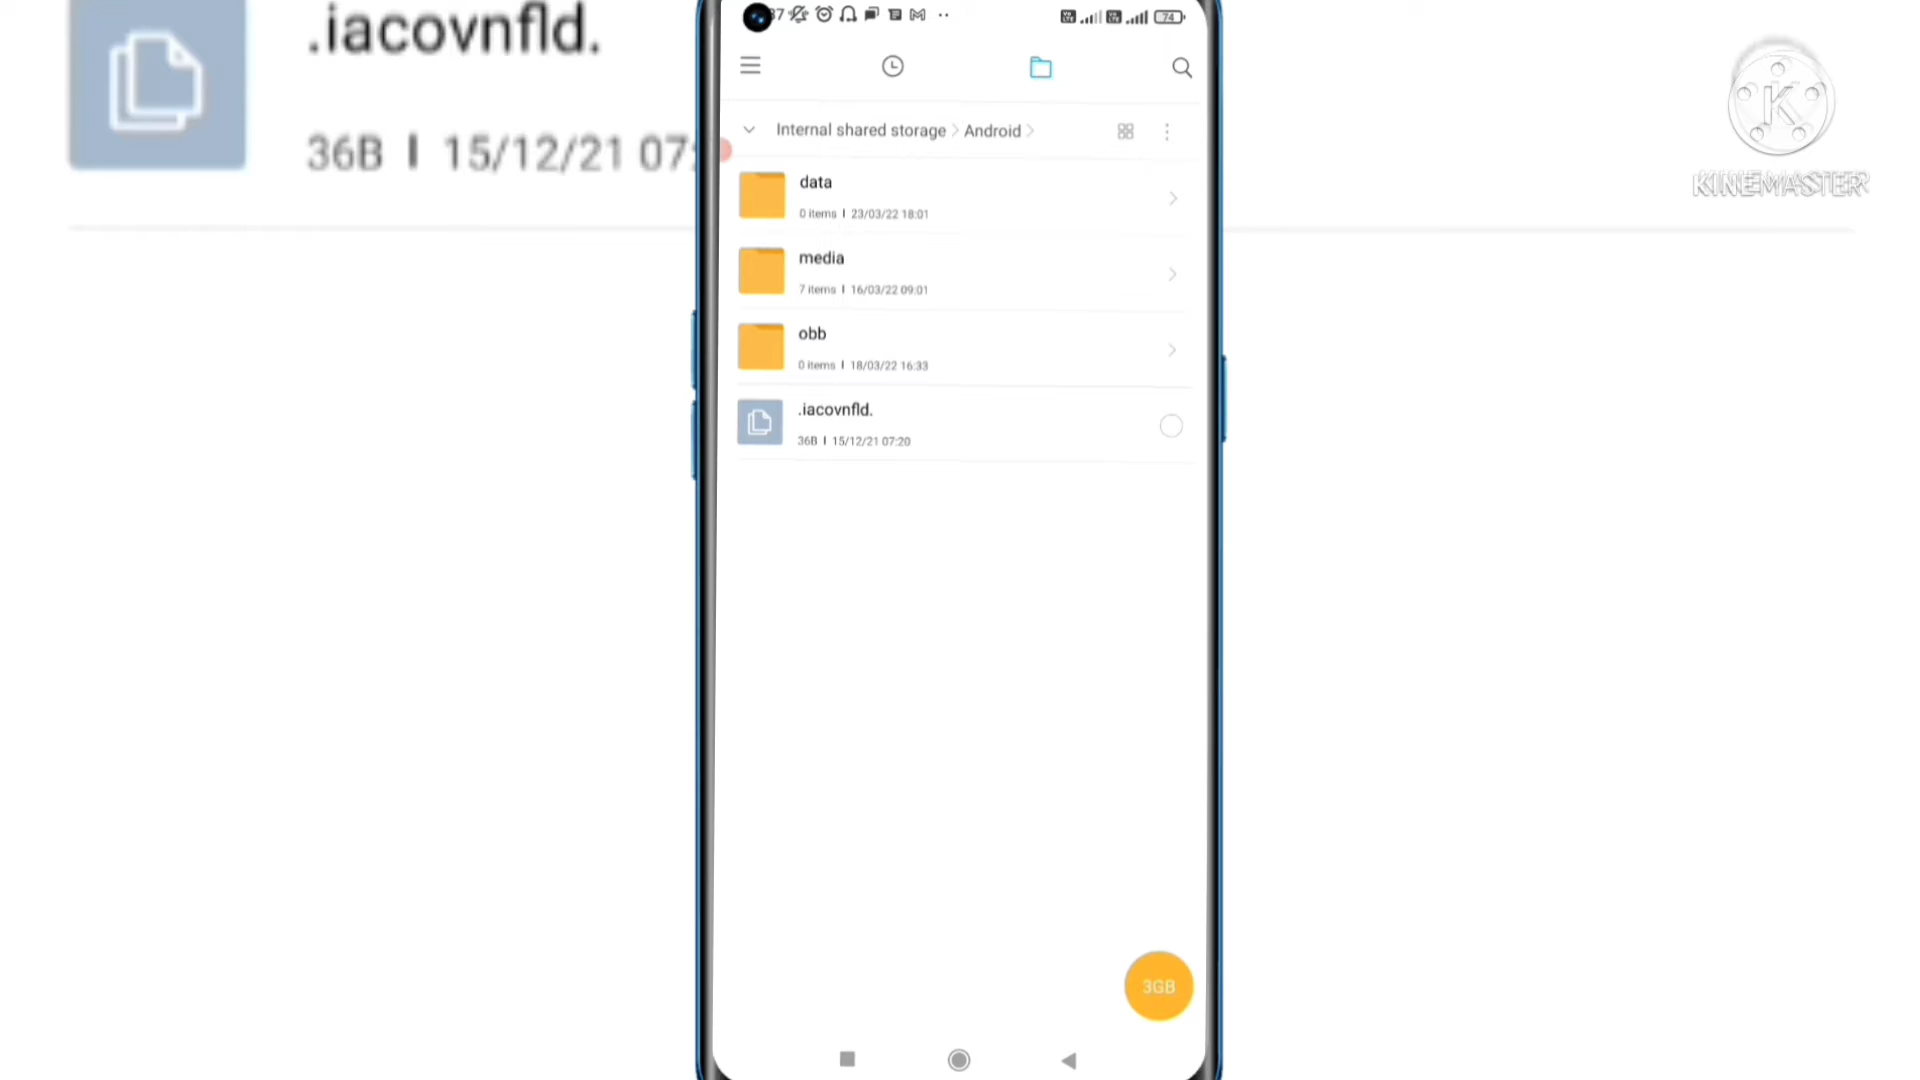 .iacovnfld.
36B | 15/12/21 07:
37
74
Internal shared storage > Android >
data
0 items | 23/03/22 18:01
media
7 items | 16/03/22 09:01
obb
0 items | 18/03/22 16:33
.iacovnfld.
36B | 15/12/21 07:20
3GB
K
KINEMASTER